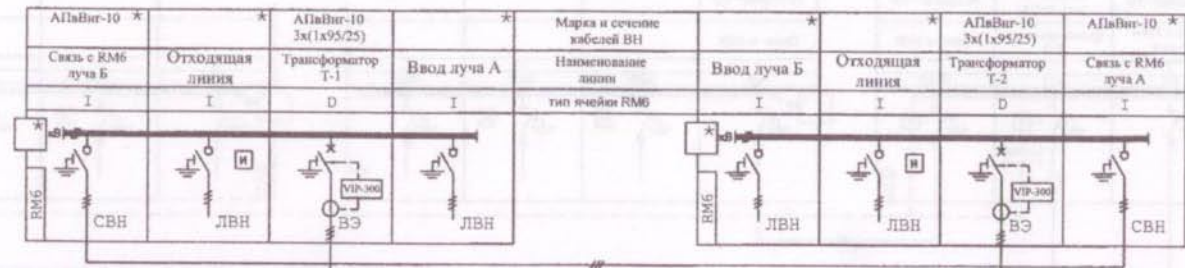 АПвВнг-10 *
*
АПвВнг-10 *
3х(1х95/25)
*
Марка и сечение
кабелей ВН
*
*
АПвВнг-10
3х(1х95/25)
АПвВнг-10 *
Связь с RM6
луча Б
Отходящая
линия
Трансформатор
Т-1
Ввод луча А
Наименование
линии
Ввод луча Б
Отходящая
линия
Трансформатор
Т-2
Связь с RM6
луча А
I
I
D
I
тип ячейки RM6
I
I
D
I
*
И
VIP-300
RM6
СВН
ЛВН
ВЭ
ЛВН
*
И
VIP-300
RM6
ЛВН
ЛВН
ВЭ
СВН